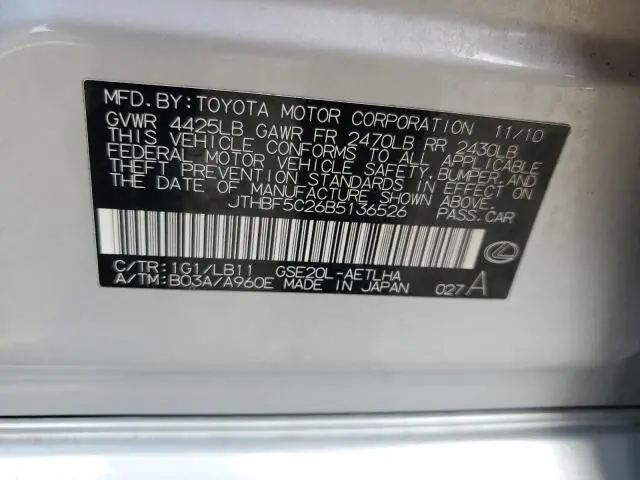 MFD. BY: TOYOTA MOTOR CORPORATION 11/10
GVWR 4425LB GAWR FR 2470LB RR 2430LB
THIS VEHICLE CONFORMS TO ALL APPLICABLE
FEDERAL MOTOR VEHICLE SAFETY, BUMPER, AND
THEFT PREVENTION STANDARDS IN EFFECT ON
THE DATE OF MANUFACTURE SHOWN ABOVE.
JTHBF5C26B5136526 PASS.CAR
C/TR: 1G1/LB11 GSE20L-AETLHA
A/TM: B03A/A960E MADE IN JAPAN 027 A